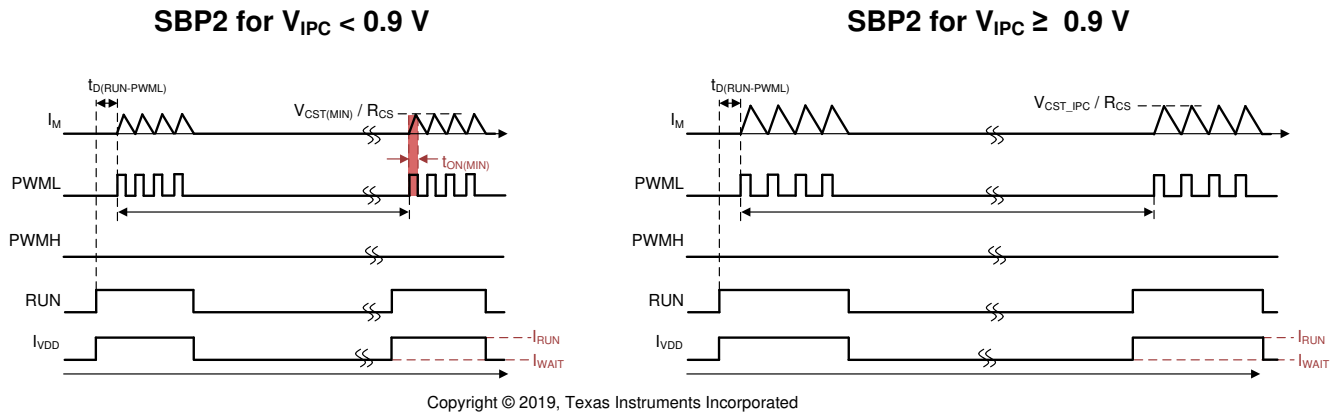 SBP2 for VIPC < 0.9 V
tD(RUN-PWML)
VCST(MIN) / RCS
IM
tON(MIN)
PWML
PWMH
RUN
IVDD
IRUN
IWAIT
SBP2 for VIPC ≥ 0.9 V
tD(RUN-PWML)
VCST_IPC / RCS
IM
PWML
PWMH
RUN
IVDD
IRUN
IWAIT
Copyright © 2019, Texas Instruments Incorporated